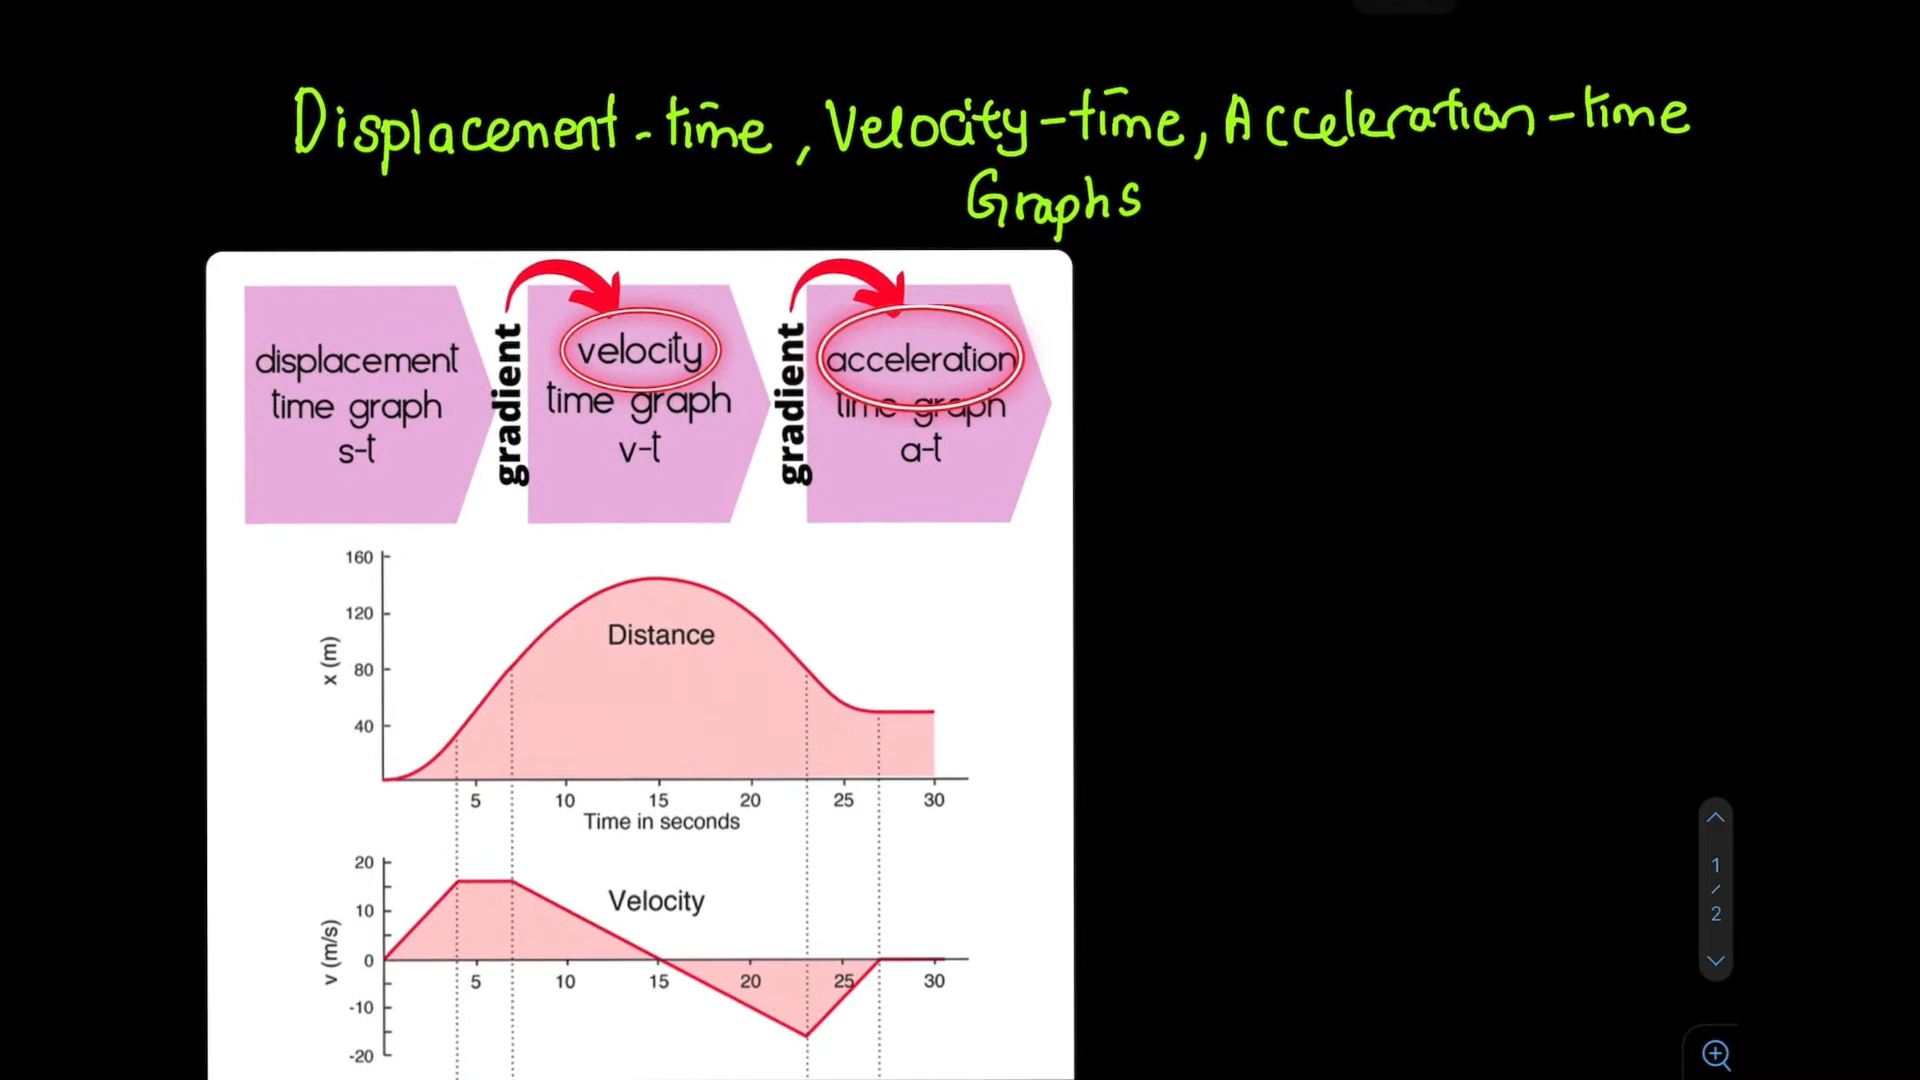 Displacement-time, Velocity-time, Acceleration-time
Graphs
displacement
time graph
s-t
gradient
velocity
time graph
v-t
gradient
acceleration
time graph
a-t
160
120
80
40
x (m)
Distance
5 10 15 20 25 30
Time in seconds
20
10
0
-10
-20
v (m/s)
Velocity
5 10 15 20 25 30
1
/
2